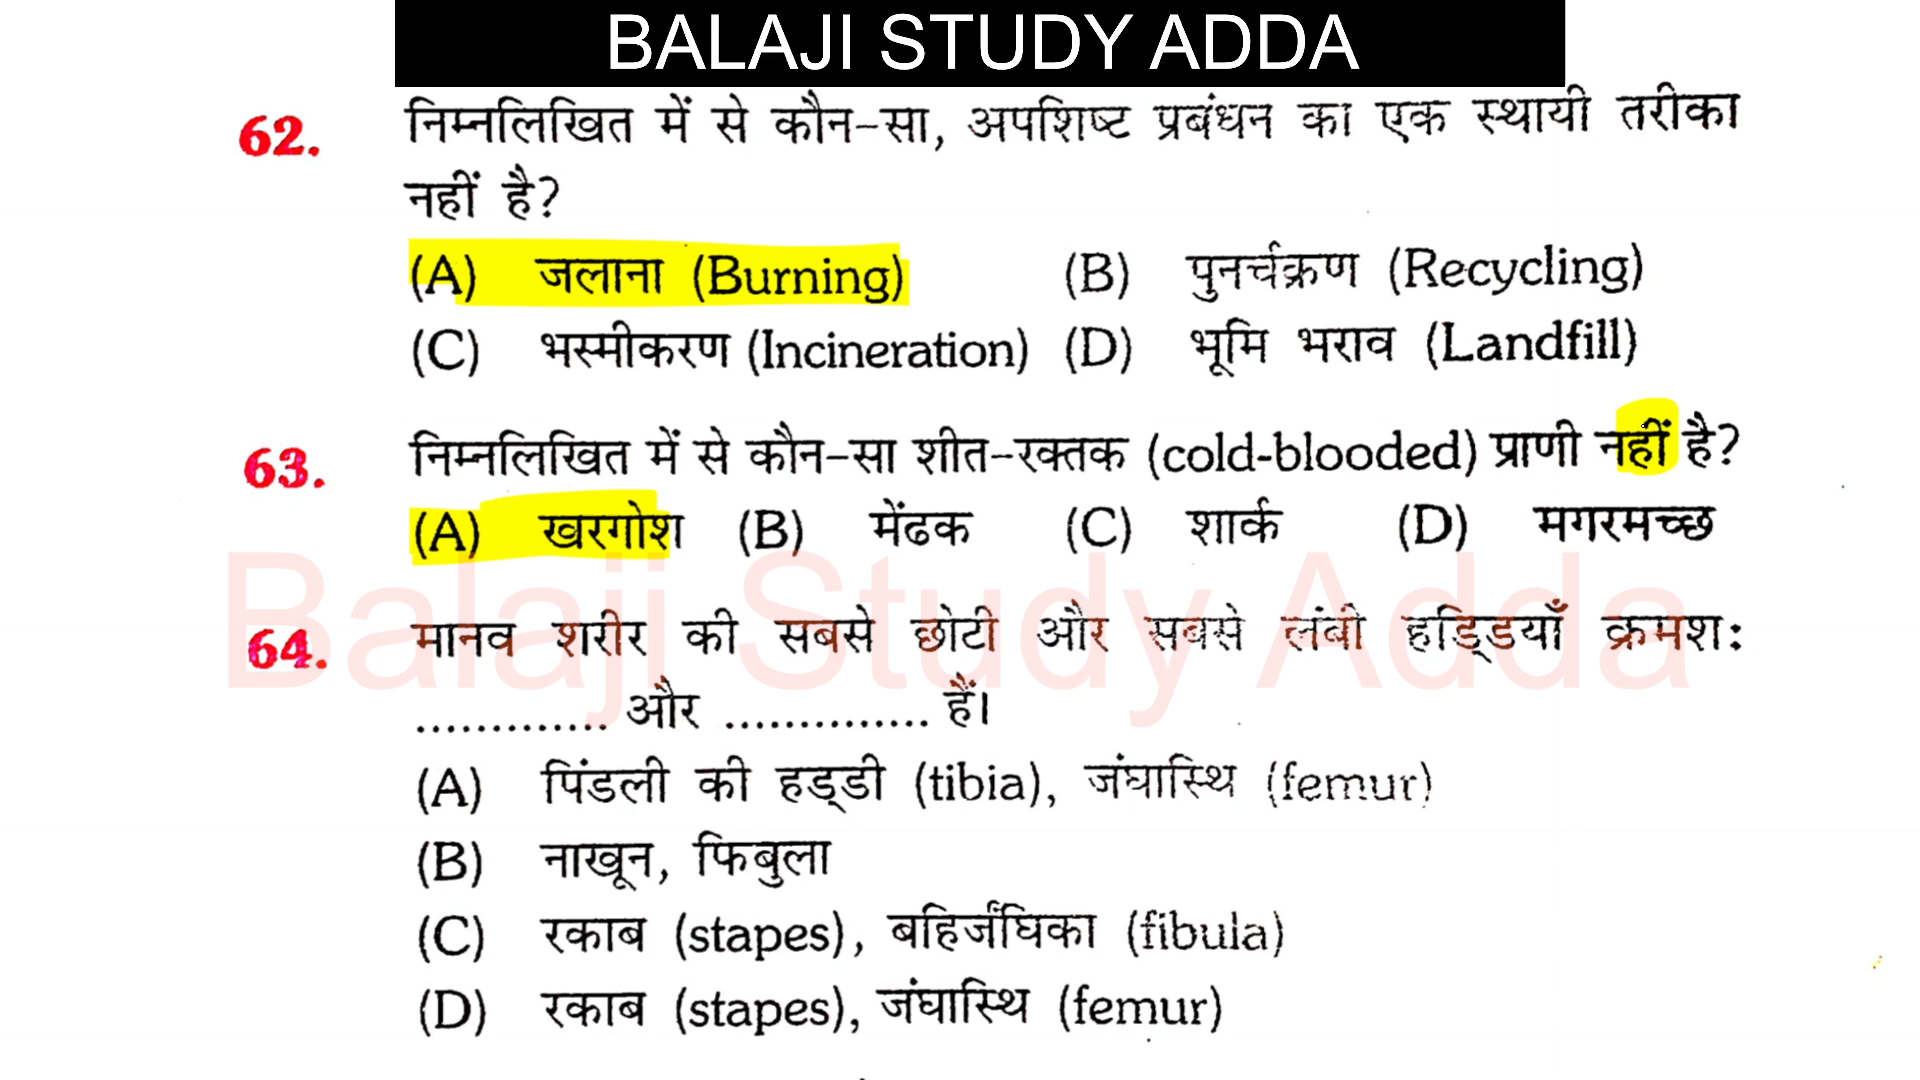 BALAJI STUDY ADDA
62. निम्नलिखित में से कौन-सा, अपशिष्ट प्रबंधन का एक स्थायी तरीका
नहीं है?
(A) जलाना (Burning) (B) पुनर्चक्रण (Recycling)
(C) भस्मीकरण (Incineration) (D) भूमि भराव (Landfill)
63. निम्नलिखित में से कौन-सा शीत-रक्तक (cold-blooded) प्राणी नहीं है?
(A) खरगोश (B) मेंढक (C) शार्क (D) मगरमच्छ
Balaji Study Adda
64. मानव शरीर की सबसे छोटी और सबसे लंबी हड्डियाँ क्रमश:
............. और .............. हैं।
(A) पिंडली की हड्डी (tibia), जंघास्थि (femur)
(B) नाखून, फिबुला
(C) रकाब (stapes), बहिर्जंघिका (fibula)
(D) रकाब (stapes), जंघास्थि (femur)